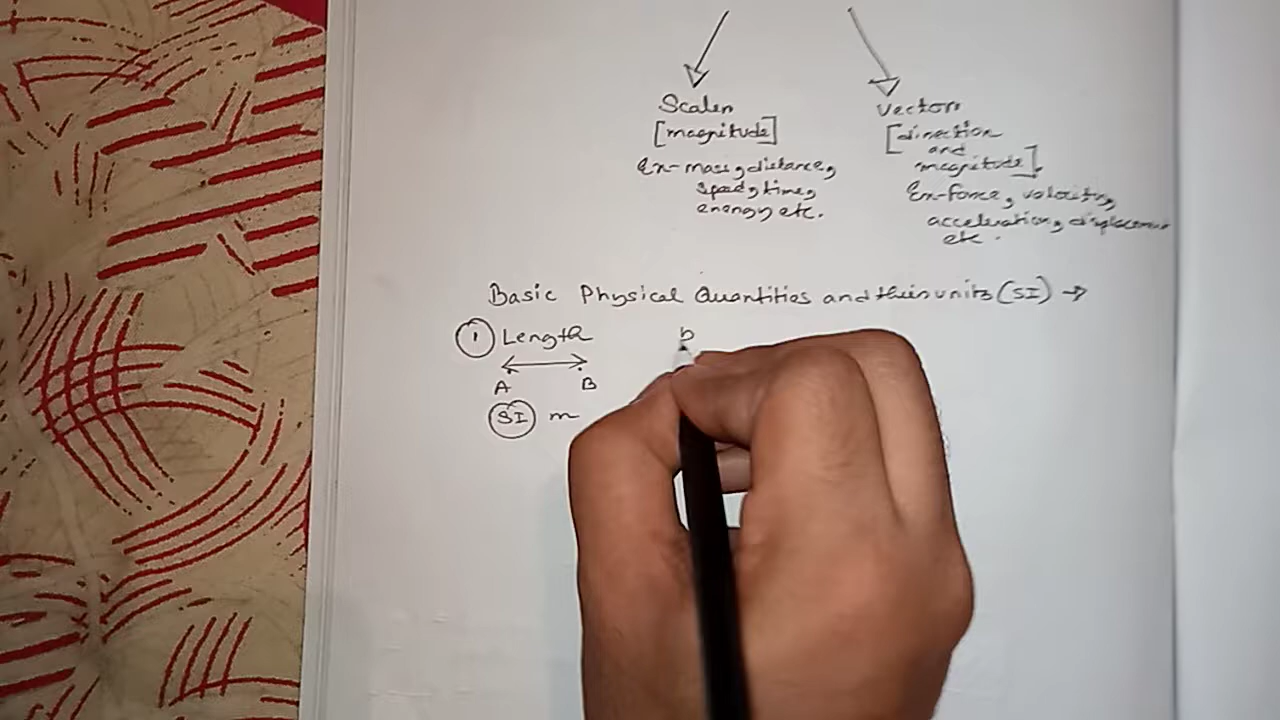 Scaler
Vector
[magnitude]
[direction
and
magnitude]
Ex- mass, distance,
speed, time,
energy etc.
Ex- force, velocity,
acceleration, displacement
etc.
Basic Physical Quantities and their units (SI) →
1 Length
A B
SI m